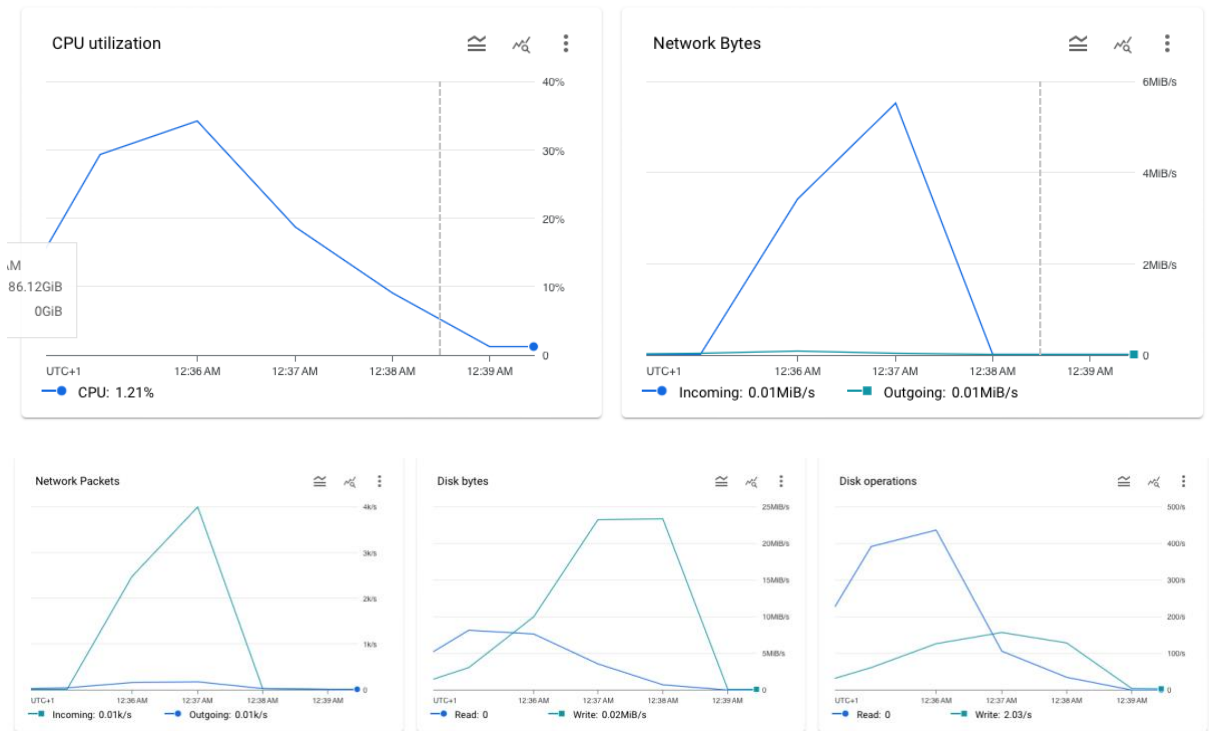 CPU utilization
40%
30%
20%
10%
0
AM
86.12GiB
0GiB
UTC+1 12:36 AM 12:37 AM 12:38 AM 12:39 AM
CPU: 1.21%
Network Bytes
6MiB/s
4MiB/s
2MiB/s
0
UTC+1 12:36 AM 12:37 AM 12:38 AM 12:39 AM
Incoming: 0.01MiB/s Outgoing: 0.01MiB/s
Network Packets
4k/s
3k/s
2k/s
1k/s
0
UTC+1 12:36 AM 12:37 AM 12:38 AM 12:39 AM
Incoming: 0.01k/s Outgoing: 0.01k/s
Disk bytes
25MiB/s
20MiB/s
15MiB/s
10MiB/s
5MiB/s
0
UTC+1 12:36 AM 12:37 AM 12:38 AM 12:39 AM
Read: 0 Write: 0.02MiB/s
Disk operations
500/s
400/s
300/s
200/s
100/s
0
UTC+1 12:36 AM 12:37 AM 12:38 AM 12:39 AM
Read: 0 Write: 2.03/s